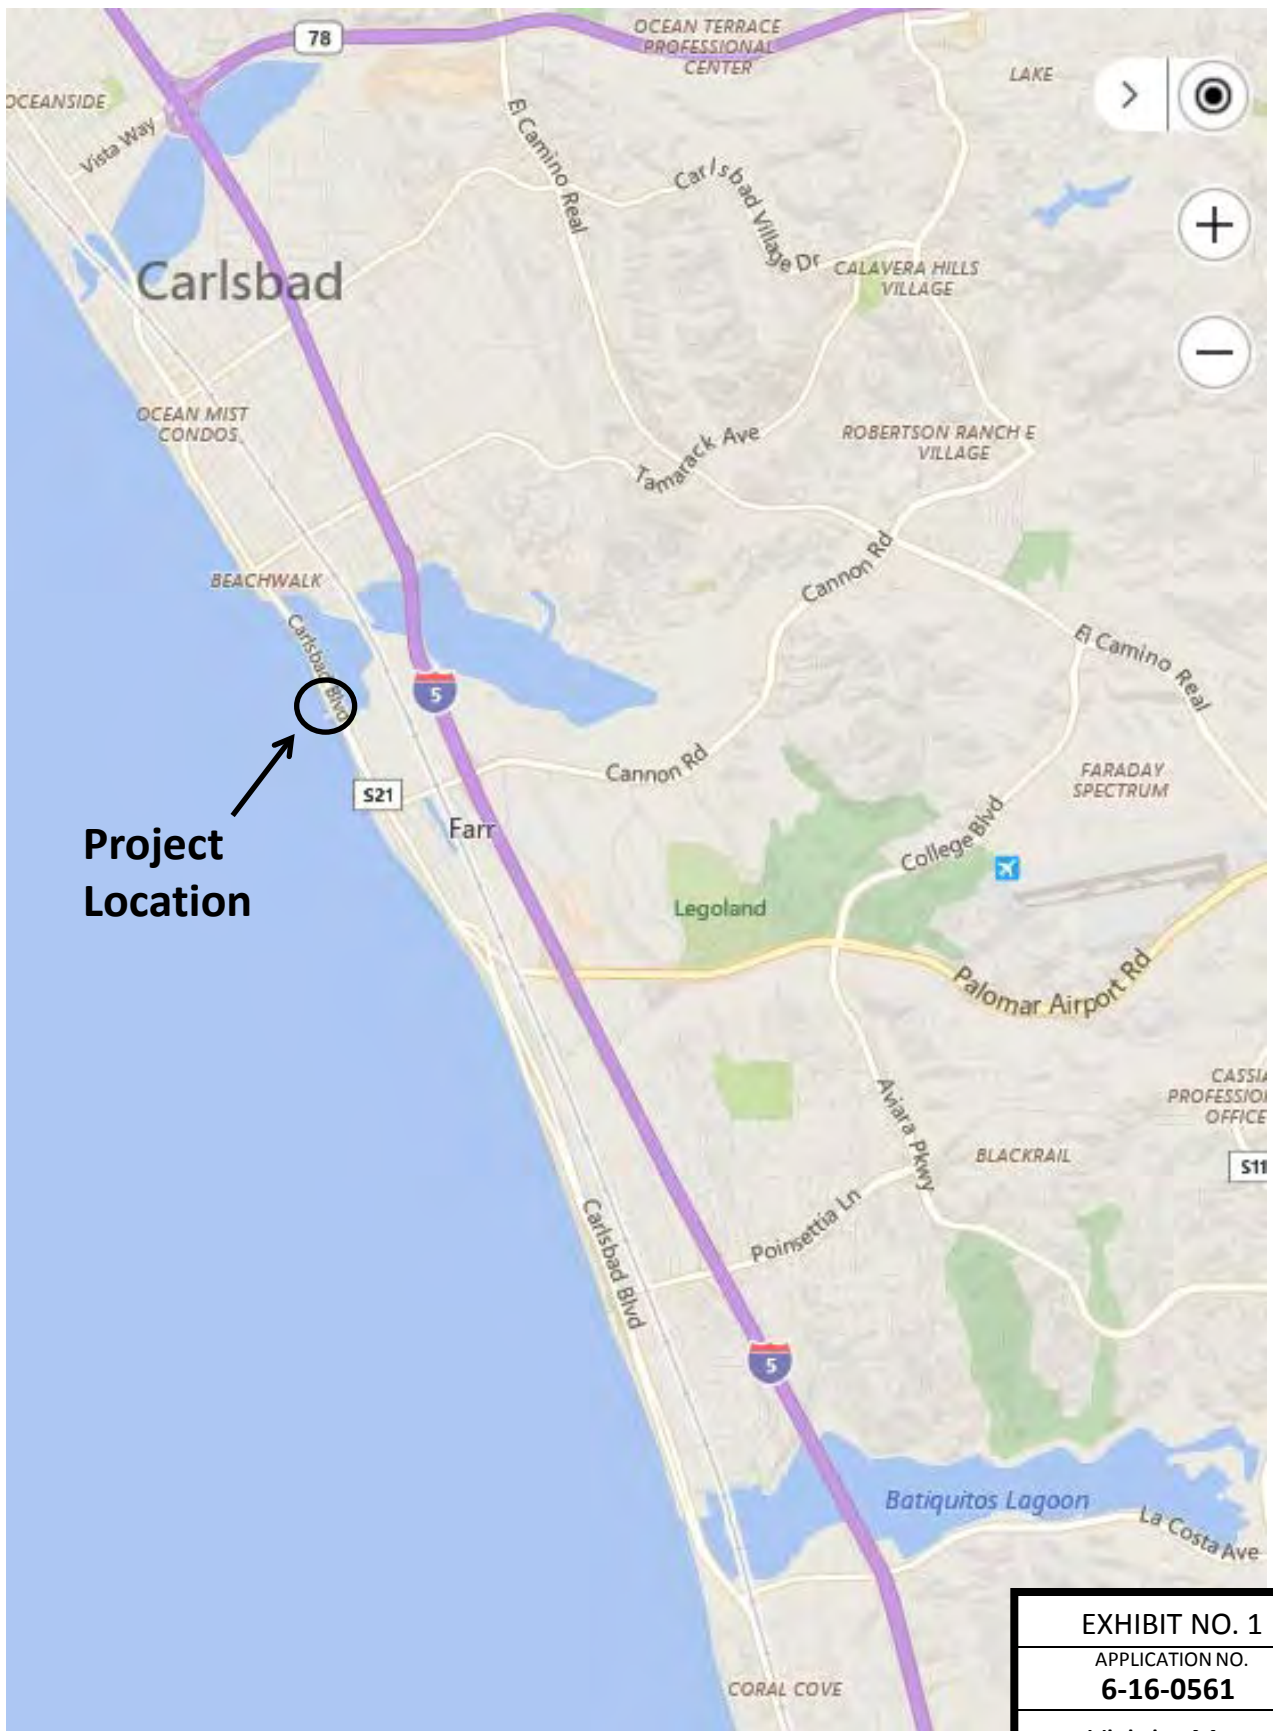 78
OCEAN TERRACE
PROFESSIONAL
CENTER
LAKE
OCEANSIDE
Vista Way
El Camino Real
Carlsbad Village Dr
Carlsbad
CALAVERA HILLS
VILLAGE
OCEAN MIST
CONDOS
Tamarack Ave
ROBERTSON RANCH E
VILLAGE
Cannon Rd
BEACHWALK
Carlsbad Blvd
El Camino Real
5
Cannon Rd
FARADAY
SPECTRUM
S21
Farr
College Blvd
Project
Location
Legoland
Palomar Airport Rd
CASSIA
PROFESSIO
OFFICE
Aviara Pkwy
BLACKRAIL
S11
Poinsettia Ln
Carlsbad Blvd
5
Batiquitos Lagoon
La Costa Ave
EXHIBIT NO. 1
APPLICATION NO.
6-16-0561
CORAL COVE